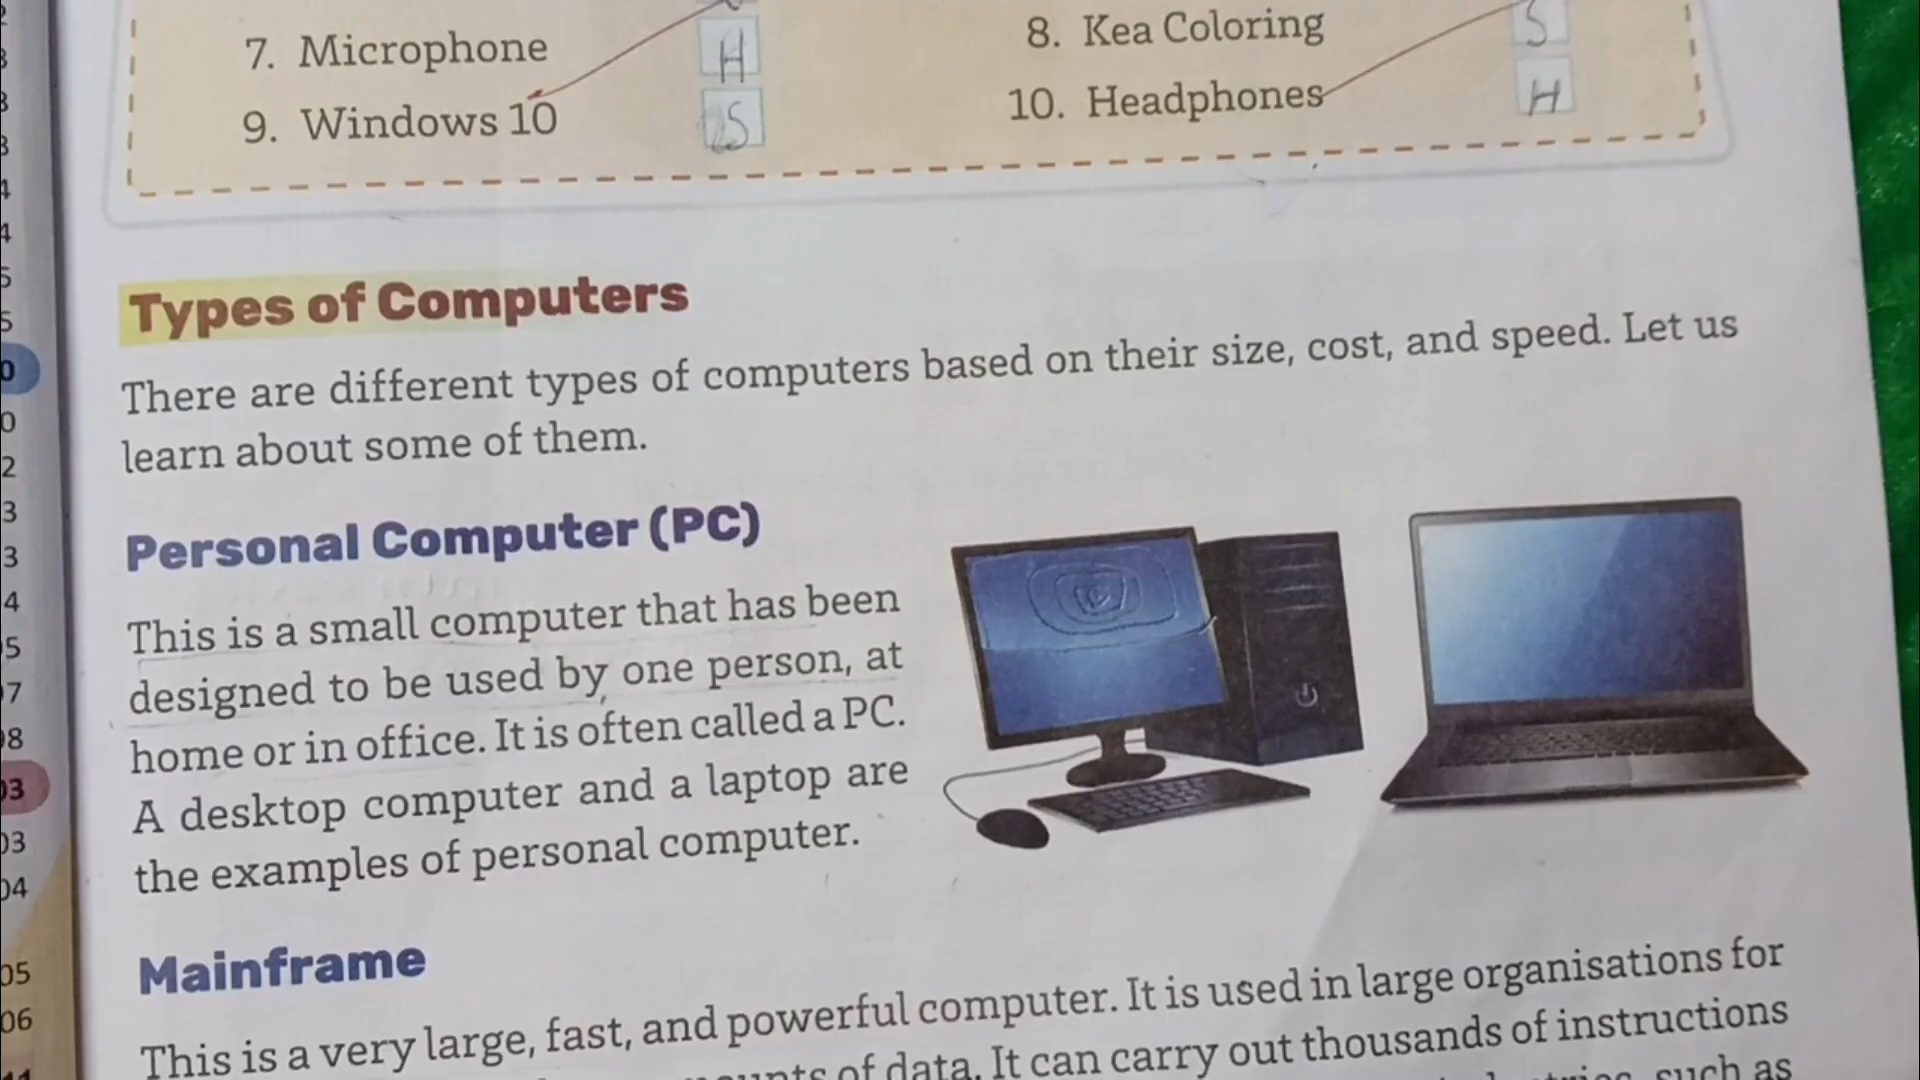 7. Microphone H 8. Kea Coloring S
9. Windows 10 S 10. Headphones H
Types of Computers
There are different types of computers based on their size, cost, and speed. Let us
learn about some of them.
Personal Computer (PC)
This is a small computer that has been
designed to be used by one person, at
home or in office. It is often called a PC.
A desktop computer and a laptop are
the examples of personal computer.
Mainframe
This is a very large, fast, and powerful computer. It is used in large organisations for
of data. It can carry out thousands of instructions
such as